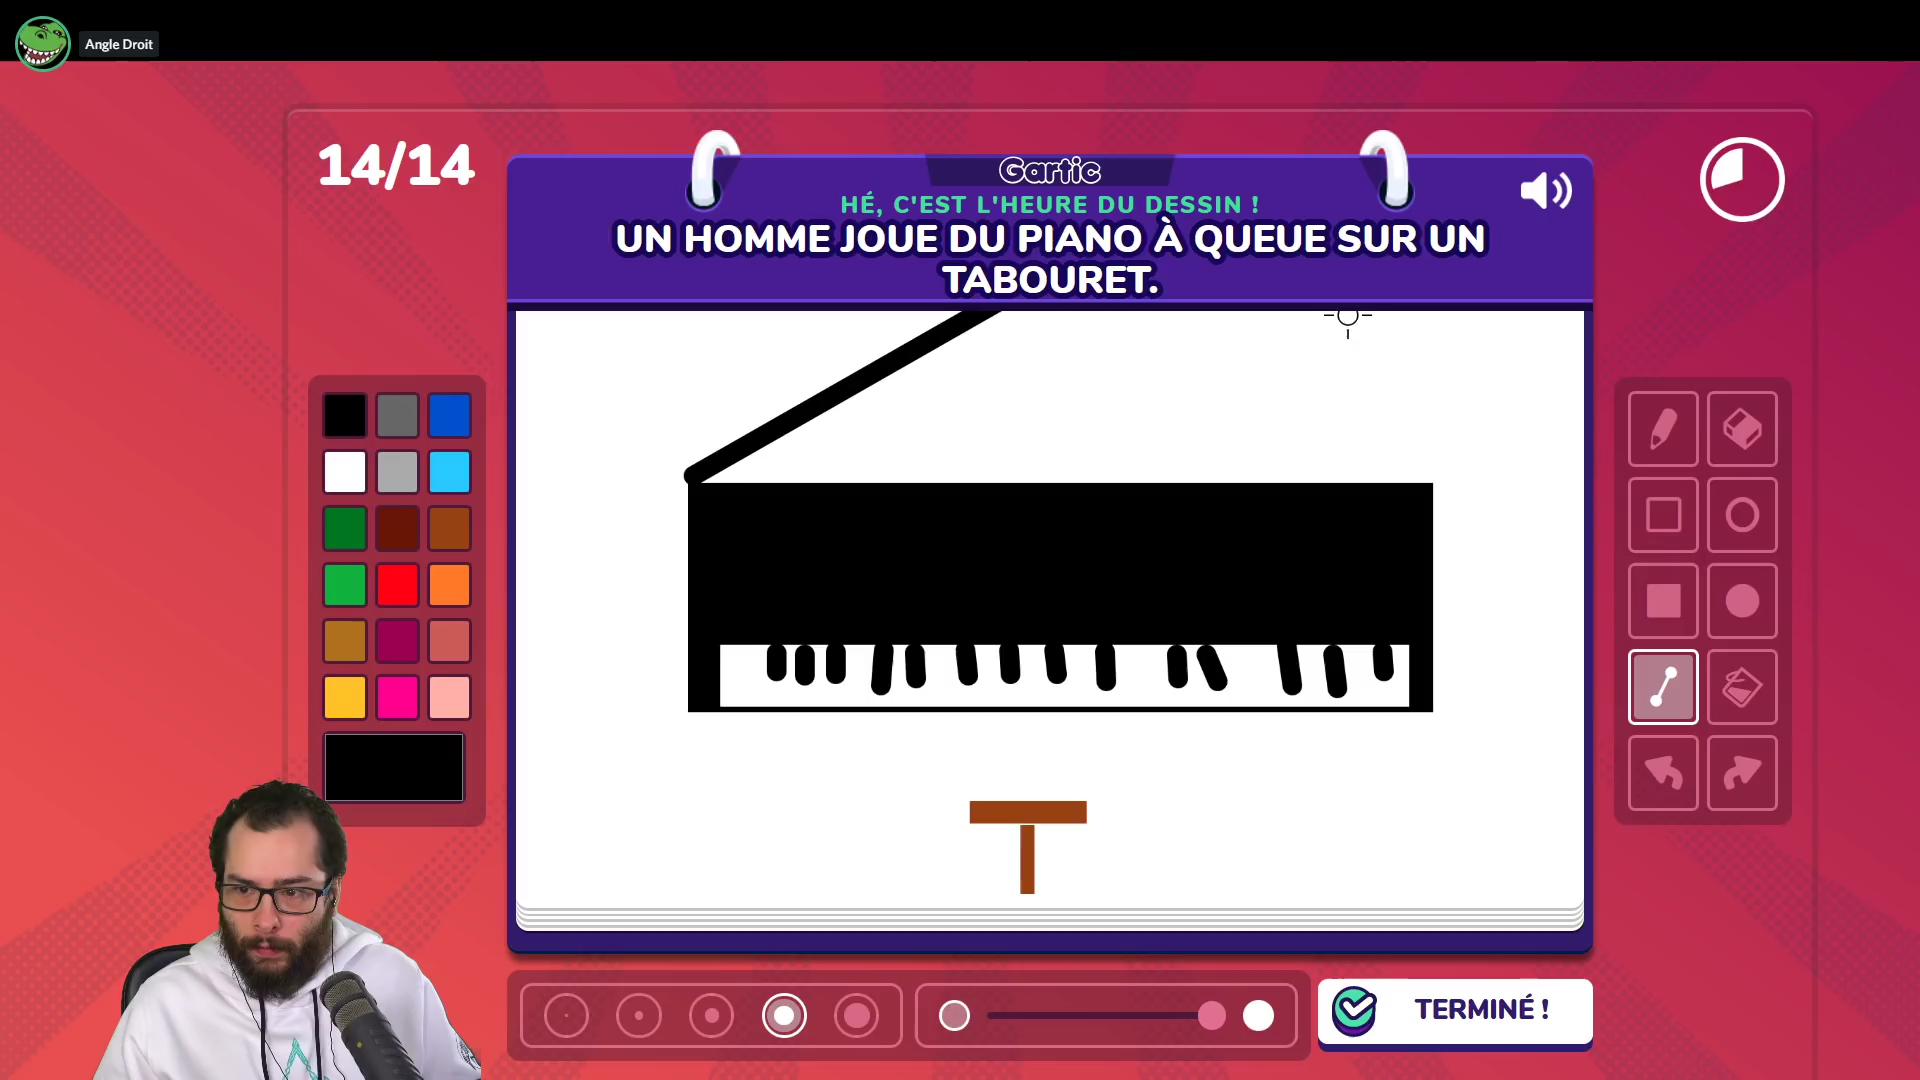 Angle Droit
14/14
Gartic
HÉ, C'EST L'HEURE DU DESSIN !
UN HOMME JOUE DU PIANO À QUEUE SUR UN
TABOURET.
TERMINÉ !